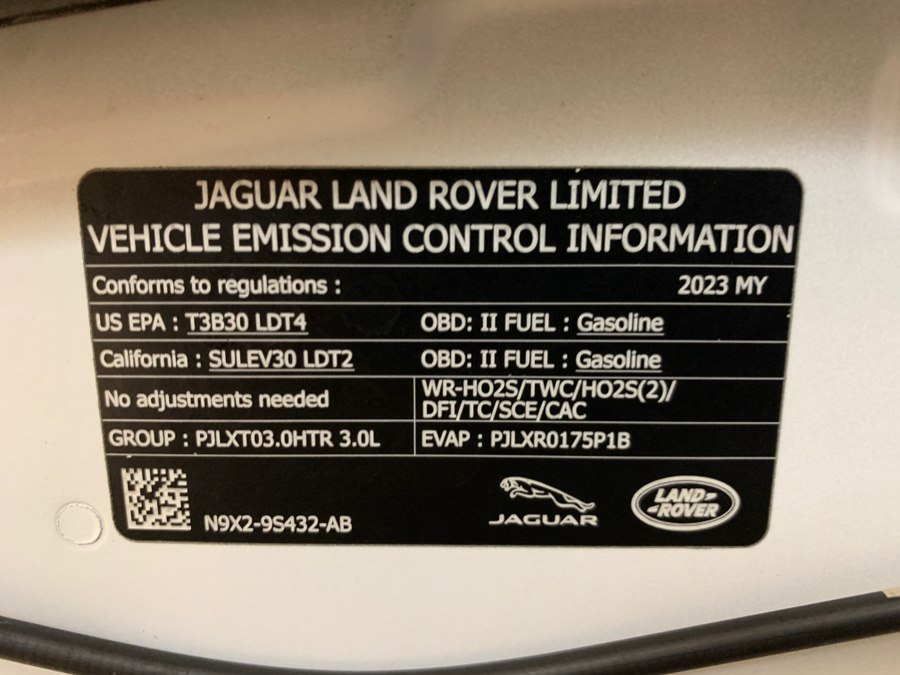 JAGUAR LAND ROVER LIMITED
VEHICLE EMISSION CONTROL INFORMATION
Conforms to regulations : 2023 MY
US EPA : T3B30 LDT4 OBD: II FUEL : Gasoline
California : SULEV30 LDT2 OBD: II FUEL : Gasoline
No adjustments needed
WR-HO2S/TWC/HO2S(2)/
DFI/TC/SCE/CAC
GROUP : PJLXT03.0HTR 3.0L EVAP : PJLXR0175P1B
N9X2-9S432-AB
JAGUAR
LAND-
-ROVER